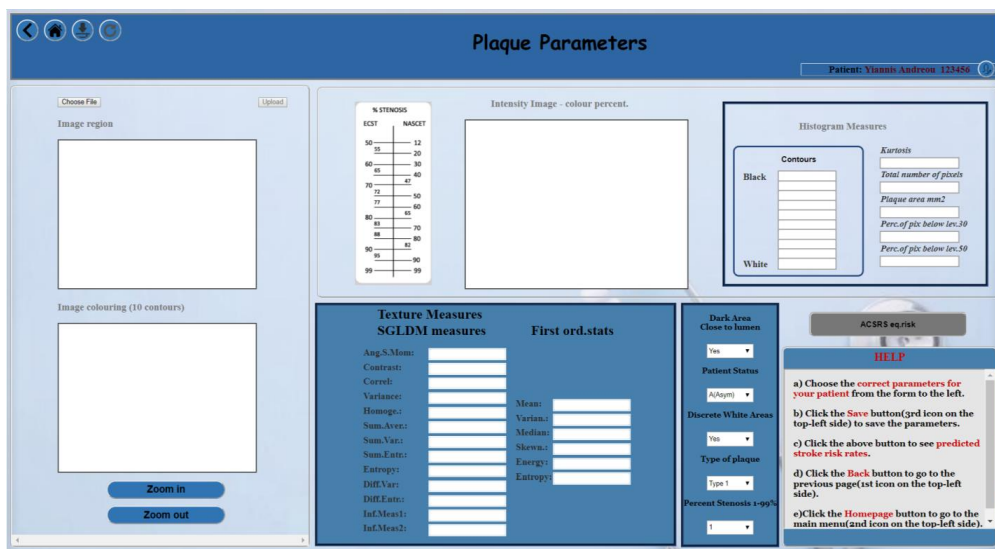 Plaque Parameters
Patient: Yiannis Andreou 123456
Choose File
Upload
Image region
Image colouring (10 contours)
Zoom in
Zoom out
% STENOSIS
ECST NASCET
50 12
55
20
60 30
65
40
70 47
72
50
77
60
80 65
83
70
88
80
90 82
95
90
99 99
Intensity Image - colour percent.
Histogram Measures
Contours
Black
White
Kurtosis
Total number of pixels
Plaque area mm2
Perc.of pix below lev.30
Perc.of pix below lev.50
Texture Measures
SGLDM measures
First ord.stats
Ang.S.Mom:
Contrast:
Correl:
Variance:
Homoge.:
Sum.Aver.:
Sum.Var.:
Sum.Entr.:
Entropy:
Diff.Var:
Diff.Entr.:
Inf.Meas1:
Inf.Meas2:
Mean:
Varian.:
Median:
Skewn.:
Energy:
Entropy:
Dark Area
Close to lumen
Yes
Patient Status
A(Asym)
Discrete White Areas
Yes
Type of plaque
Type 1
Percent Stenosis 1-99%
1
ACSRS eq.risk
HELP
a) Choose the correct parameters for
your patient from the form to the left.
b) Click the Save button(3rd icon on the
top-left side) to save the parameters.
c) Click the above button to see predicted
stroke risk rates.
d) Click the Back button to go to the
previous page(1st icon on the top-left
side).
e)Click the Homepage button to go to the
main menu(2nd icon on the top-left side).